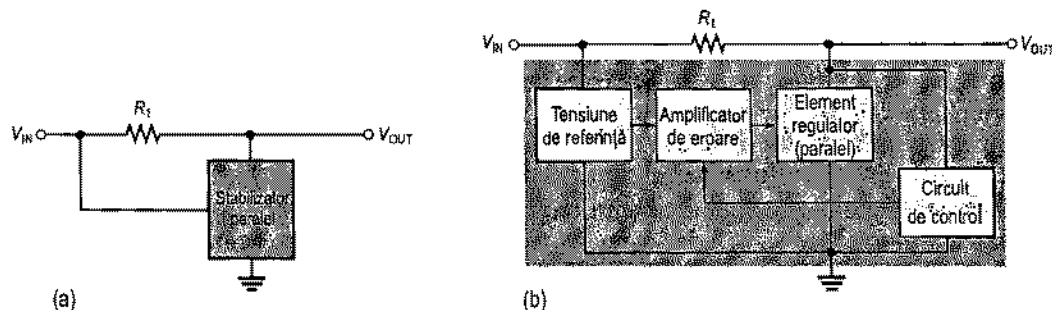 V_IN
R_1
V_OUT
Stabilizator
paralel
(a)
V_IN
R_1
V_OUT
Tensiune
de referință
Amplificator
de eroare
Element
regulator
(paralel)
Circuit
de control
(b)